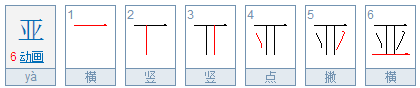 亚
6 动画
yà
1 2 3 4 5 6
横 竖 竖 点 撇 横